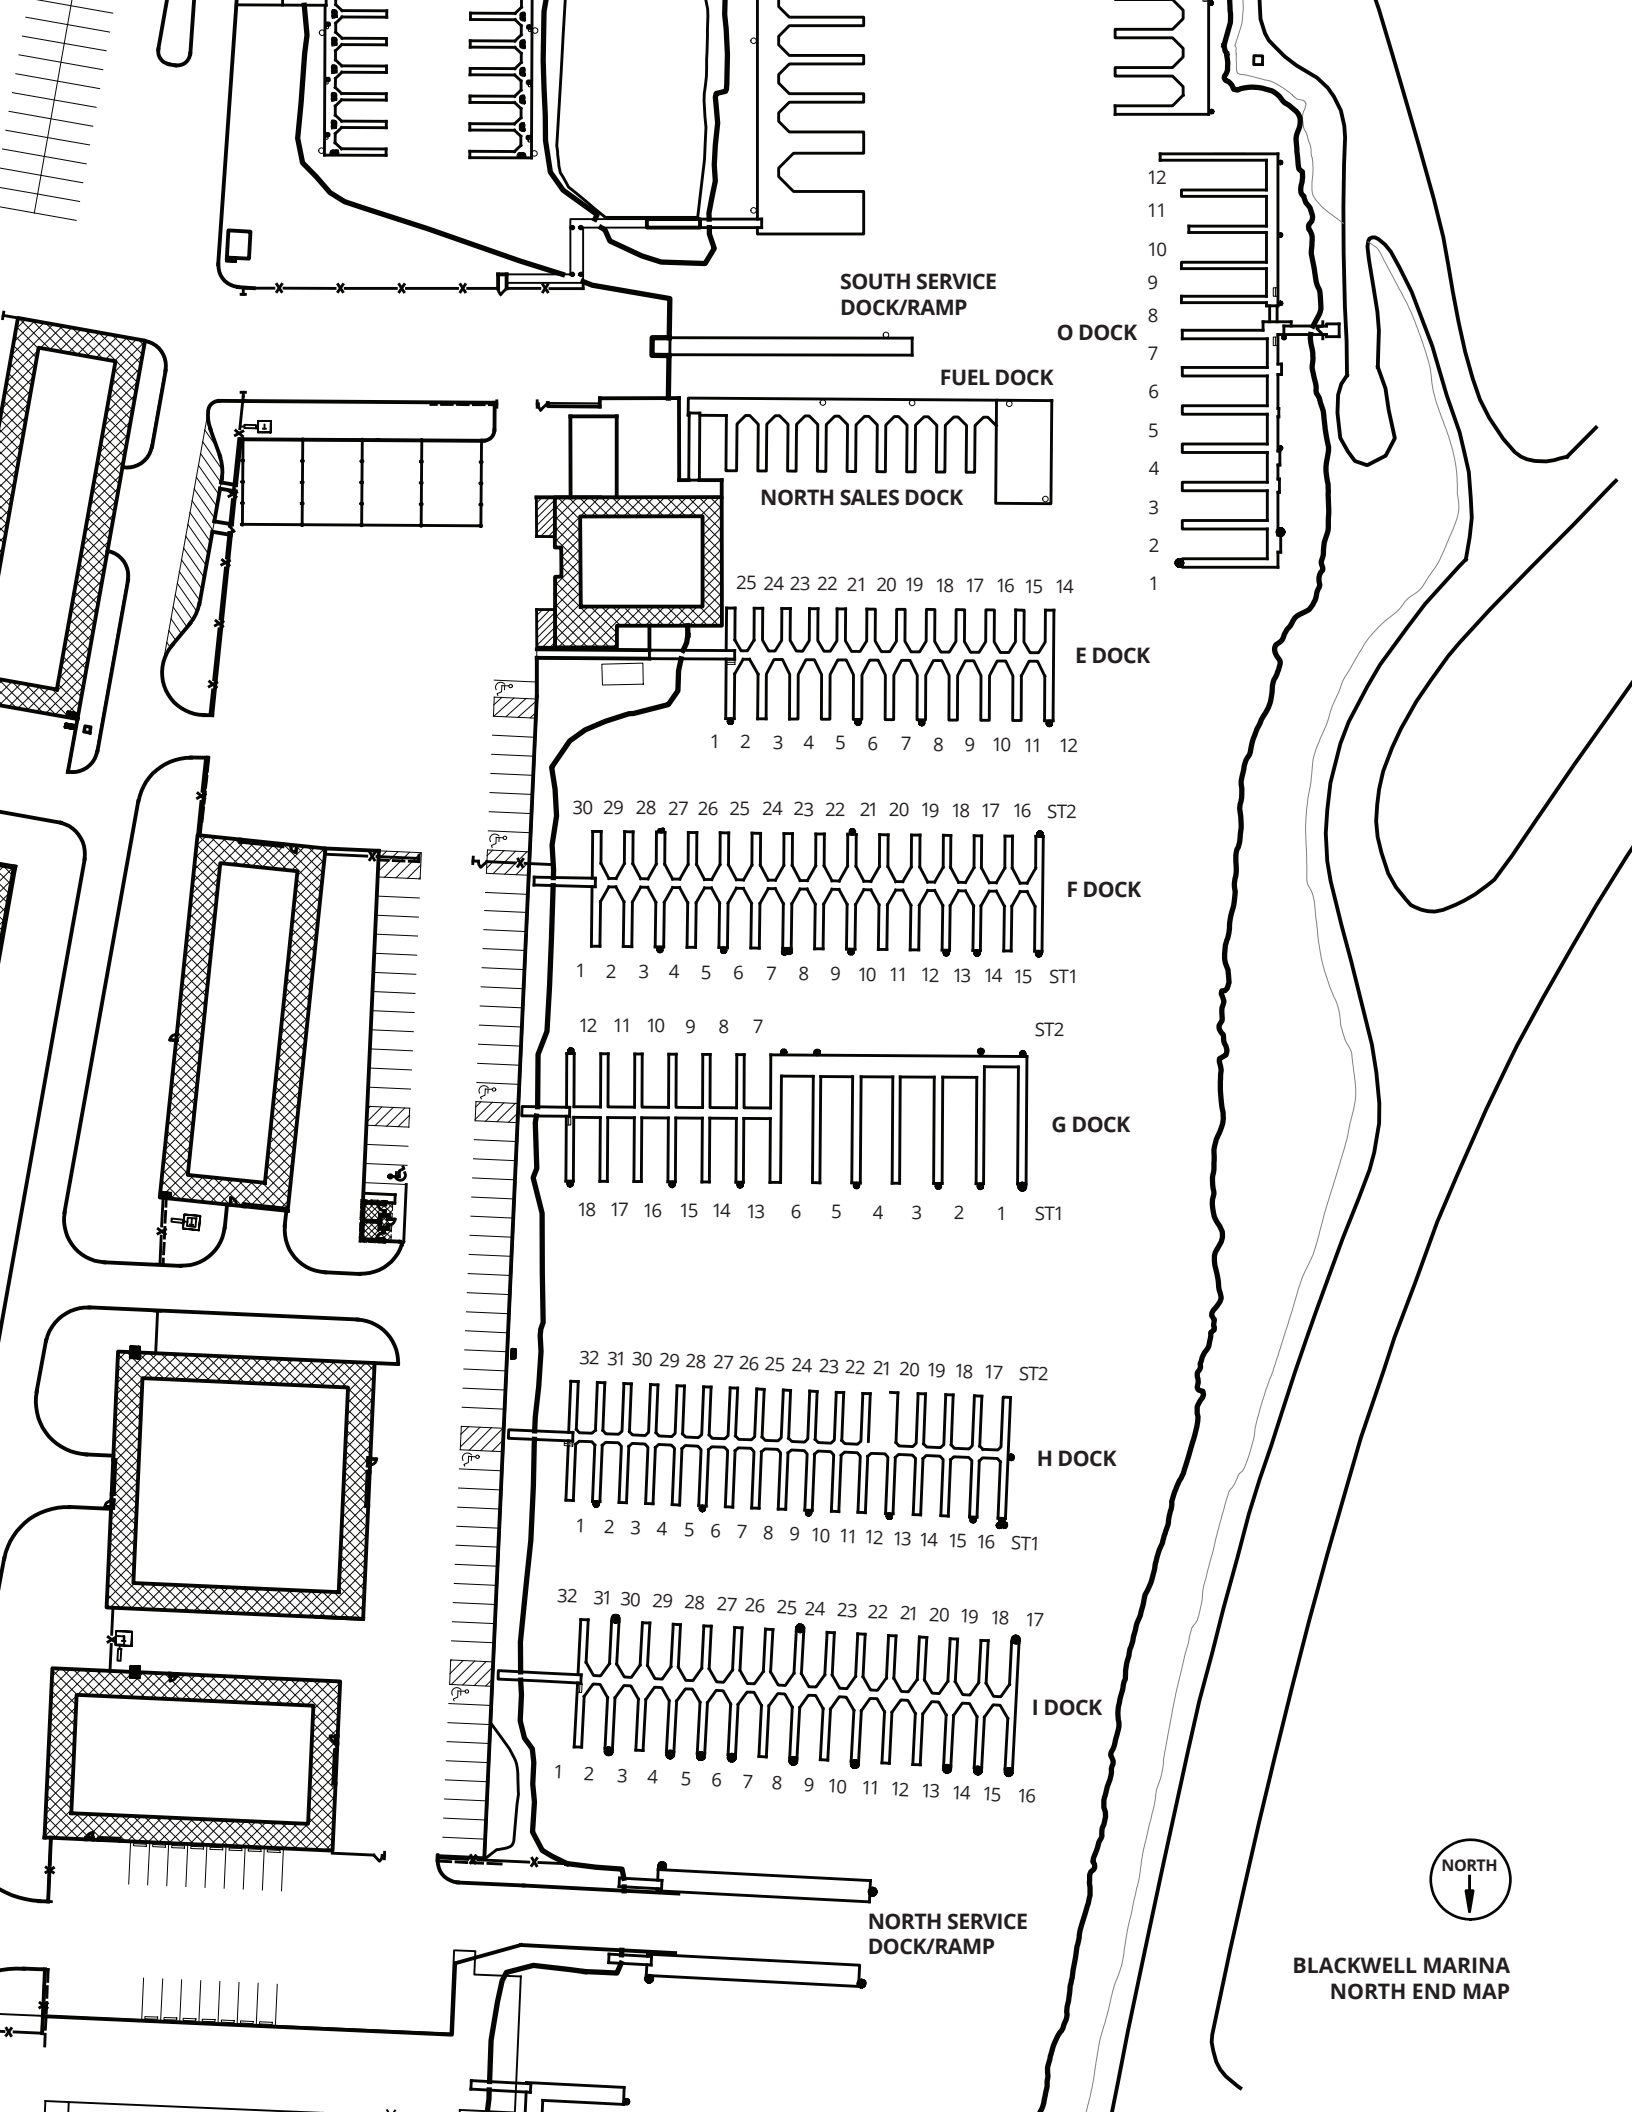 12
11
SOUTH SERVICE
DOCK/RAMP
10
9
8
O DOCK
7
FUEL DOCK
6
5
4
NORTH SALES DOCK
3
2
1
25 24 23 22 21 20 19 18 17 16 15 14
E DOCK
1 2 3 4 5 6 7 8 9 10 11 12
30 29 28 27 26 25 24 23 22 21 20 19 18 17 16 ST2
F DOCK
1 2 3 4 5 6 7 8 9 10 11 12 13 14 15 ST1
12 11 10 9 8 7 ST2
G DOCK
18 17 16 15 14 13 6 5 4 3 2 1 ST1
32 31 30 29 28 27 26 25 24 23 22 21 20 19 18 17 ST2
H DOCK
1 2 3 4 5 6 7 8 9 10 11 12 13 14 15 16 ST1
32 31 30 29 28 27 26 25 24 23 22 21 20 19 18 17
I DOCK
1 2 3 4 5 6 7 8 9 10 11 12 13 14 15 16
NORTH
NORTH SERVICE
DOCK/RAMP
BLACKWELL MARINA
NORTH END MAP